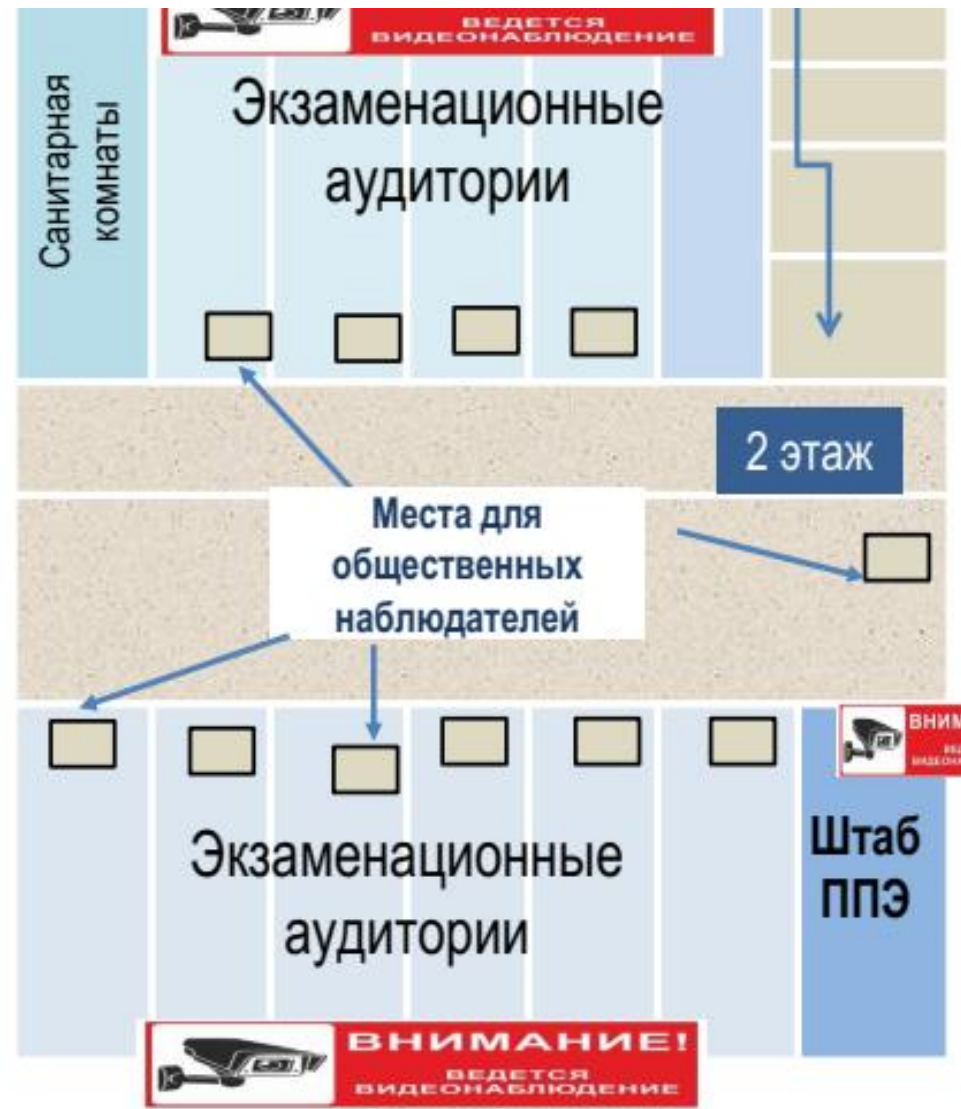 ВЕДЕТСЯ
ВИДЕОНАБЛЮДЕНИЕ
Санитарная
комнаты
Экзаменационные
аудитории
2 этаж
Места для
общественных
наблюдателей
Экзаменационные
аудитории
Штаб
ППЭ
ВНИМАНИЕ!
ВЕДЕТСЯ
ВИДЕОНАБЛЮДЕНИЕ